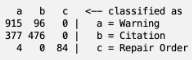 a b c <-- classified as
915 96 0 | a = Warning
377 476 0 | b = Citation
4 0 84 | c = Repair Order